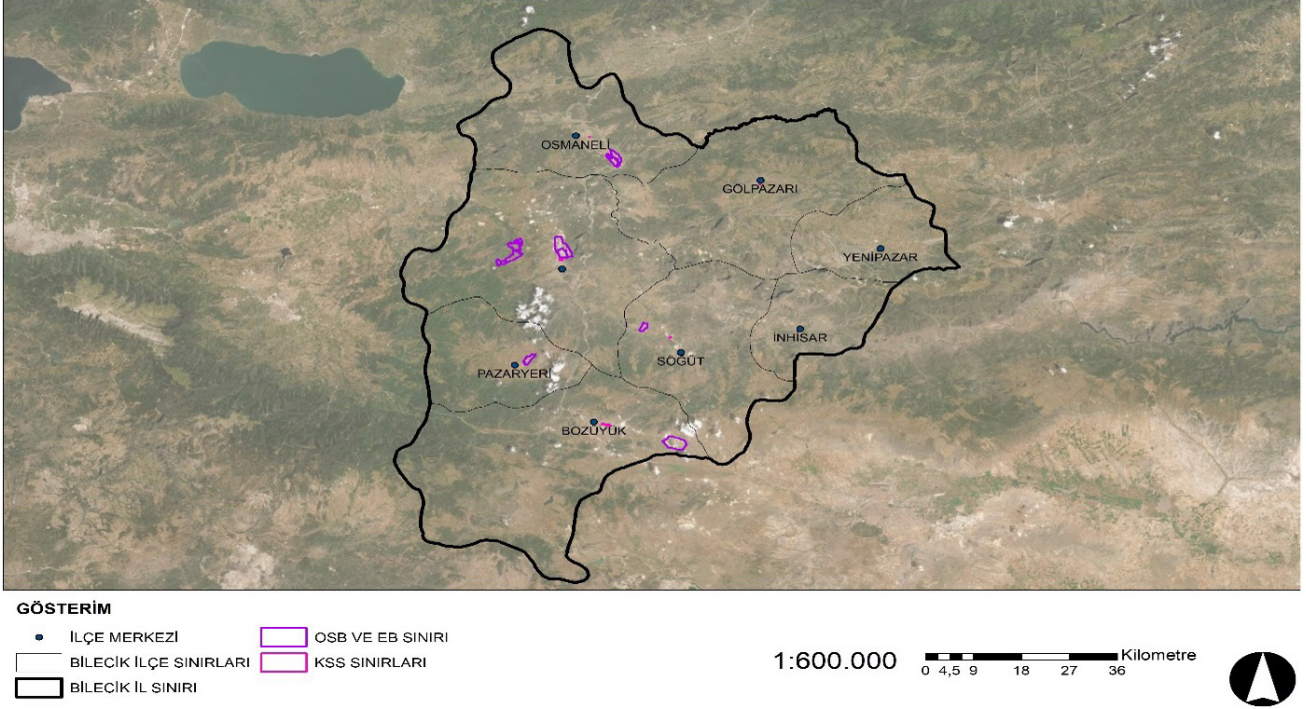 OSMANELİ
GÖLPAZARI
YENİPAZAR
İNHİSAR
SÖĞÜT
PAZARYERİ
BOZÜYÜK
GÖSTERİM
İLÇE MERKEZİ
OSB VE EB SINIRI
BİLECİK İLÇE SINIRLARI
KSS SINIRLARI
BİLECİK İL SINIRI
1:600.000
Kilometre
0 4,5 9 18 27 36